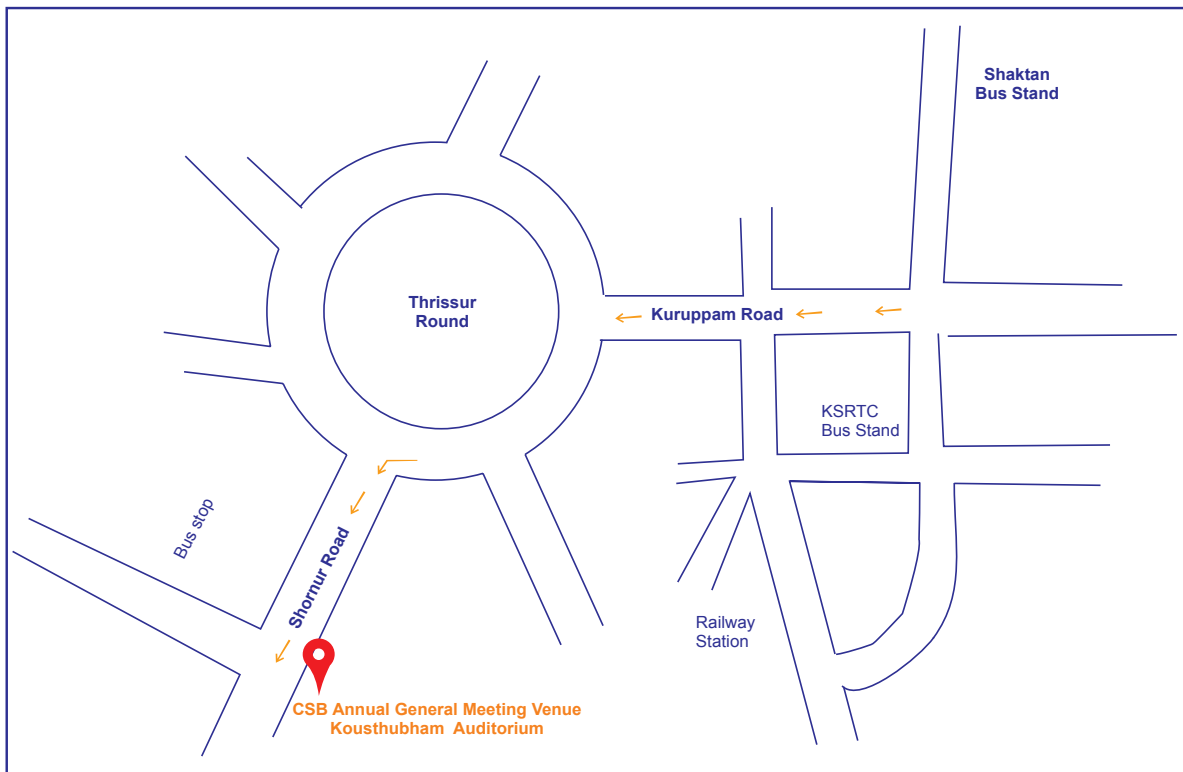 Shaktan
Bus Stand
Thrissur
Round
Kuruppam Road
KSRTC
Bus Stand
Bus stop
Shornur Road
Railway
Station
CSB Annual General Meeting Venue
Kousthubham Auditorium